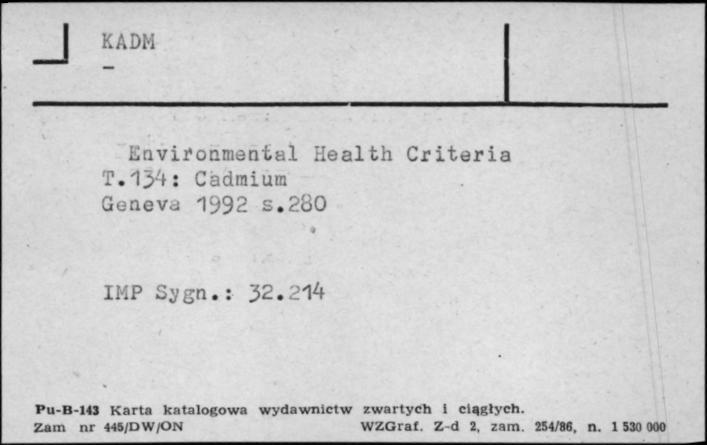 KADM
–
Environmental Health Criteria
T.134: Cadmium
Geneva 1992 s.280
IMP Sygn.: 32.214
Pu-B-143 Karta katalogowa wydawnictw zwartych i ciągłych.
Zam nr 445/DW/ON WZGraf. Z-d 2, zam. 254/86, n. 1 530 000